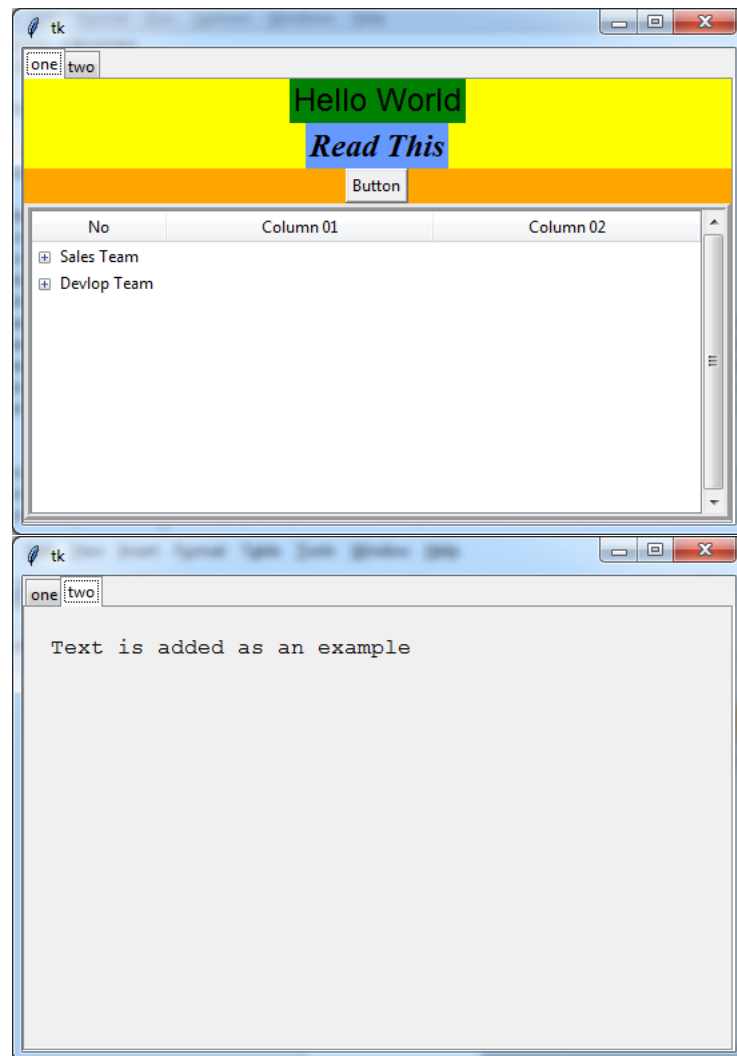 tk
one two
Hello World
Read This
Button
No Column 01 Column 02
Sales Team
Devlop Team
tk
one two
Text is added as an example